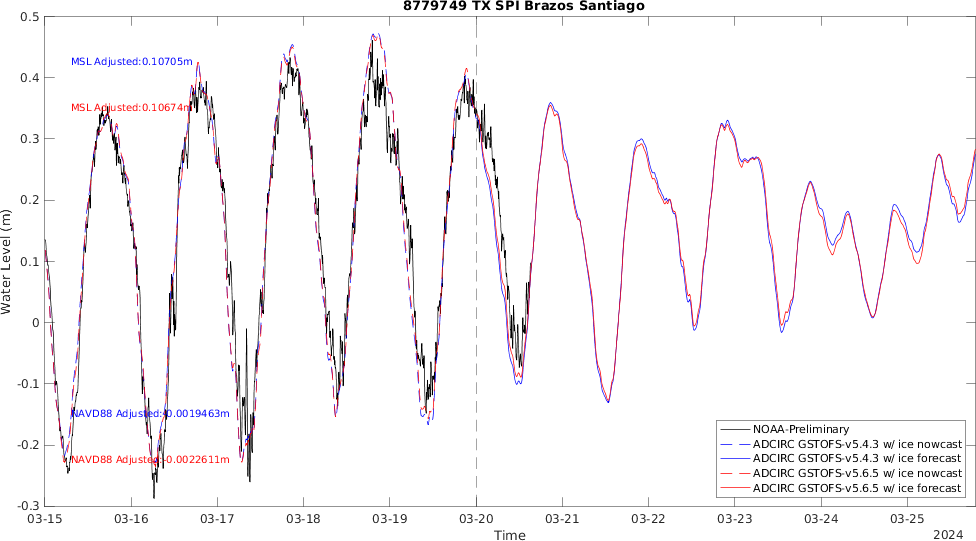 8779749 TX SPI Brazos Santiago
0.5
0.4
0.3
0.2
0.1
0
-0.1
-0.2
-0.3
Water Level (m)
MSL Adjusted:0.10705m
MSL Adjusted:0.10674m
NAVD88 Adjusted:-0.0019463m
NAVD88 Adjusted:-0.0022611m
NOAA-Preliminary
ADCIRC GSTOFS-v5.4.3 w/ ice nowcast
ADCIRC GSTOFS-v5.4.3 w/ ice forecast
ADCIRC GSTOFS-v5.6.5 w/ ice nowcast
ADCIRC GSTOFS-v5.6.5 w/ ice forecast
03-15 03-16 03-17 03-18 03-19 03-20 03-21 03-22 03-23 03-24 03-25
Time
2024